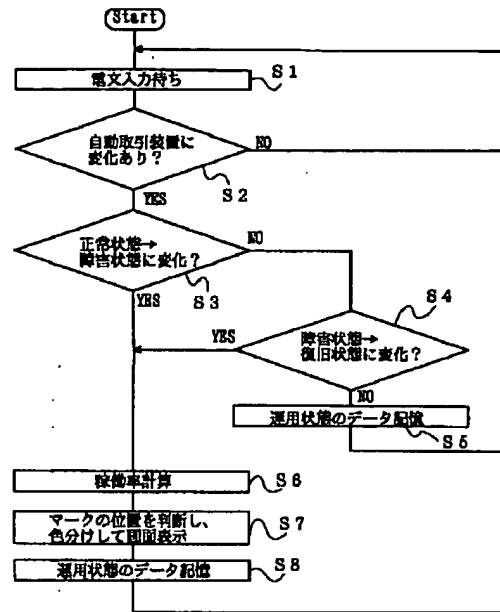 Start
電文入力待ち
S1
自動取引装置に
変化あり？
NO
S2
YES
正常状態→
障害状態に変化？
NO
S3
YES
S4
障害状態→
復旧状態に変化？
YES
NO
運用状態のデータ記憶
S5
稼働率計算
S6
マークの位置を判断し、
色分けして画面表示
S7
運用状態のデータ記憶
S8